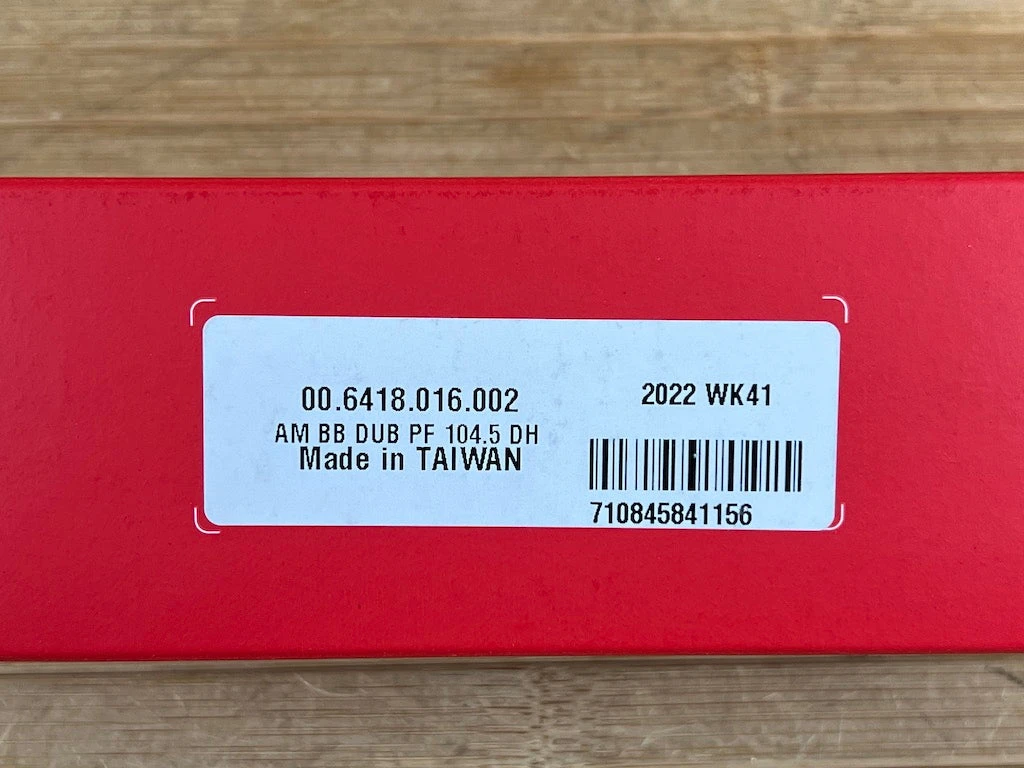 00.6418.016.002
AM BB DUB PF 104.5 DH
Made in TAIWAN
2022 WK41
710845841156